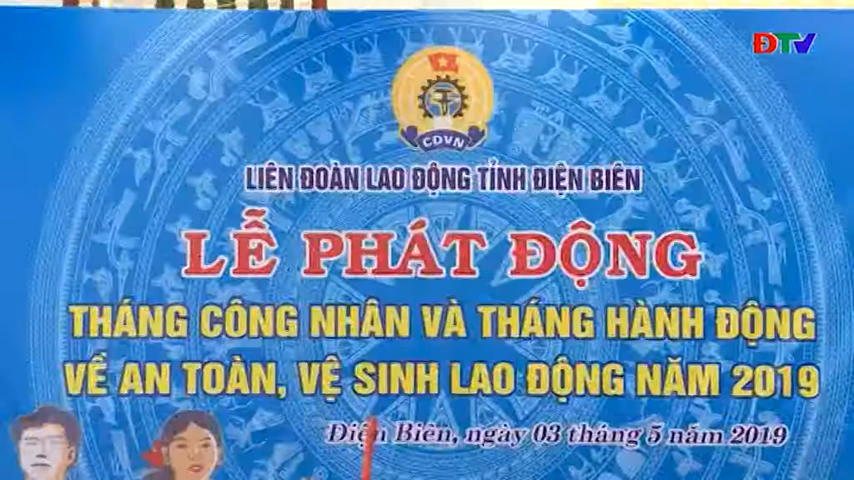 ĐTV
CDVN
LIÊN ĐOÀN LAO ĐỘNG TỈNH ĐIỆN BIÊN
LỄ PHÁT ĐỘNG
THÁNG CÔNG NHÂN VÀ THÁNG HÀNH ĐỘNG
VỀ AN TOÀN, VỆ SINH LAO ĐỘNG NĂM 2019
Điện Biên, ngày 03 tháng 5 năm 2019